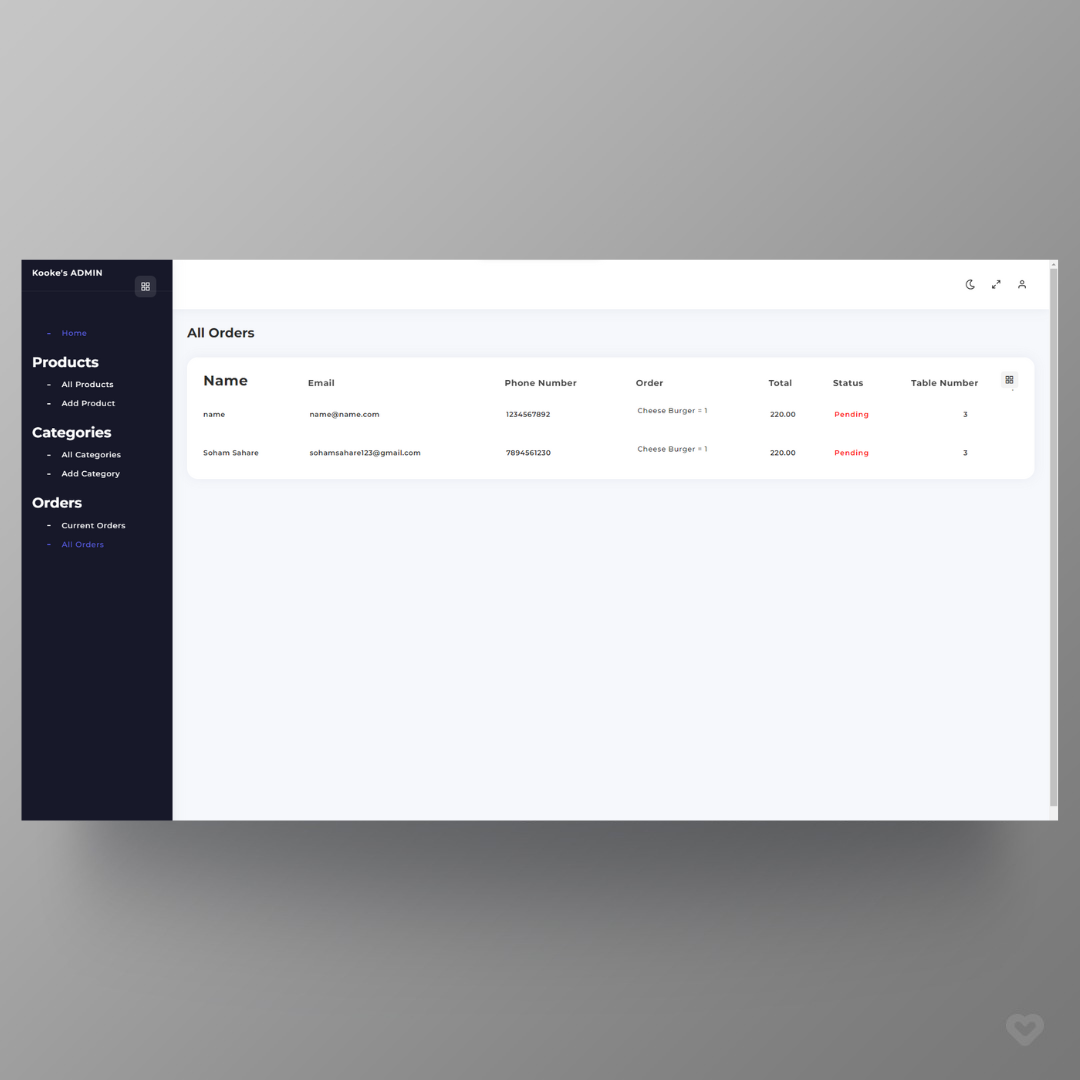 Kooke's ADMIN
- Home
Products
- All Products
- Add Product
Categories
- All Categories
- Add Category
Orders
- Current Orders
- All Orders
All Orders
Name Email Phone Number Order Total Status Table Number
name name@name.com 1234567892 Cheese Burger = 1 220.00 Pending 3
Soham Sahare sohamsahare123@gmail.com 7894561230 Cheese Burger = 1 220.00 Pending 3